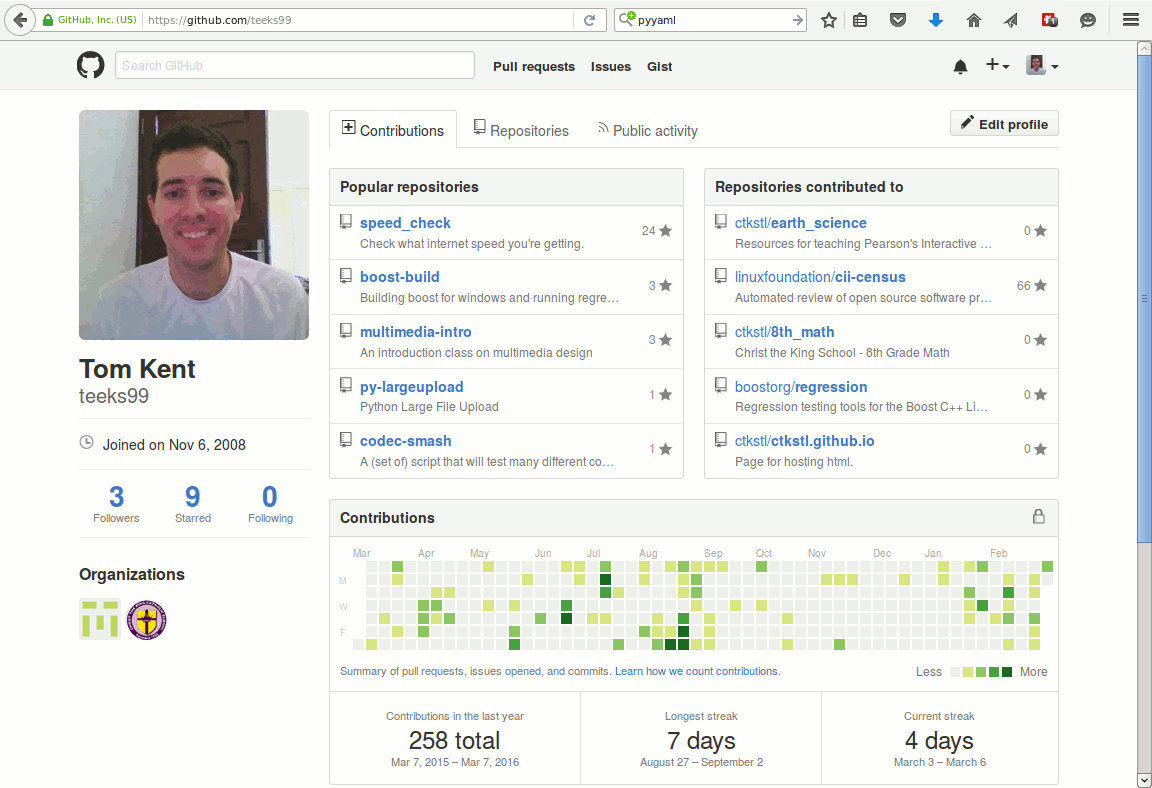 GitHub, Inc. (US) https://github.com/teeks99 pyyaml
Search GitHub Pull requests Issues Gist
Contributions Repositories Public activity Edit profile
Tom Kent
teeks99
Joined on Nov 6, 2008
3 9 0
Followers Starred Following
Organizations
Popular repositories
speed_check
Check what internet speed you're getting. 24
boost-build
Building boost for windows and running regre… 3
multimedia-intro
An introduction class on multimedia design 3
py-largeupload
Python Large File Upload 1
codec-smash
A (set of) script that will test many different co… 1
Repositories contributed to
ctkstl/earth_science
Resources for teaching Pearson's Interactive … 0
linuxfoundation/cii-census
Automated review of open source software pr… 66
ctkstl/8th_math
Christ the King School - 8th Grade Math 0
boostorg/regression
Regression testing tools for the Boost C++ Li… 0
ctkstl/ctkstl.github.io
Page for hosting html. 0
Contributions
Mar Apr May Jun Jul Aug Sep Oct Nov Dec Jan Feb
M
W
F
Summary of pull requests, issues opened, and commits. Learn how we count contributions. Less More
Contributions in the last year
258 total
Mar 7, 2015 – Mar 7, 2016
Longest streak
7 days
August 27 – September 2
Current streak
4 days
March 3 – March 6